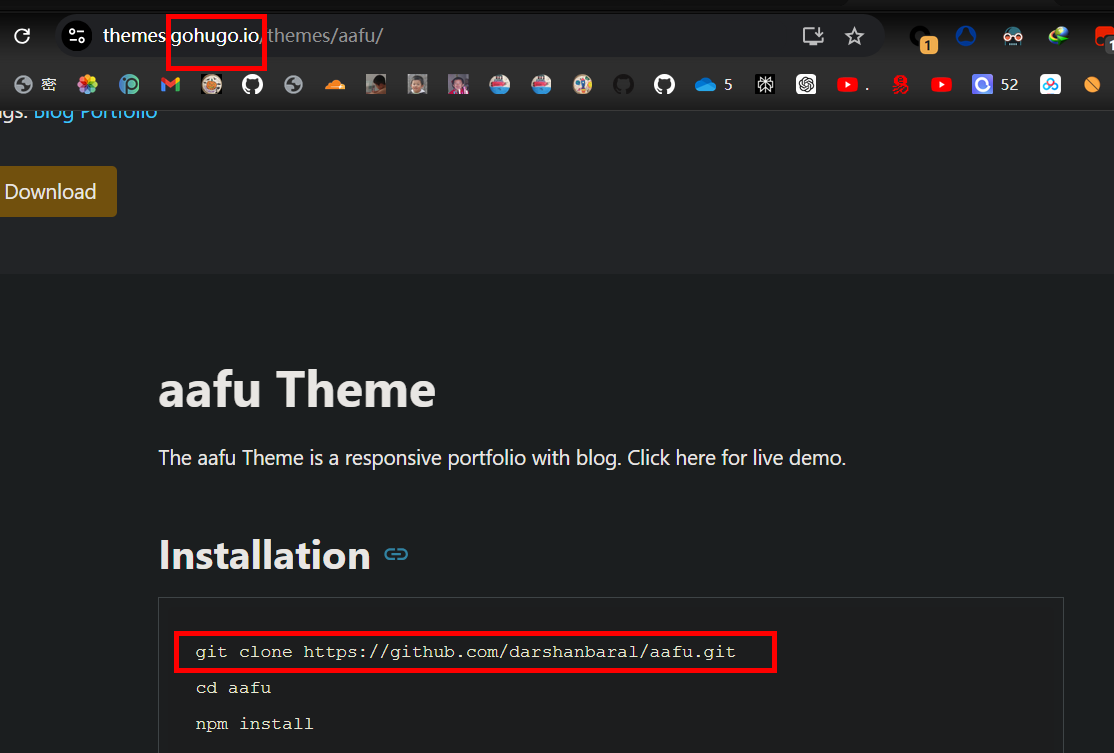 themes.gohugo.io/themes/aafu/
1
1
密
5
.
52
gs: Blog Portfolio
Download
aafu Theme
The aafu Theme is a responsive portfolio with blog. Click here for live demo.
Installation
git clone https://github.com/darshanbaral/aafu.git
cd aafu
npm install